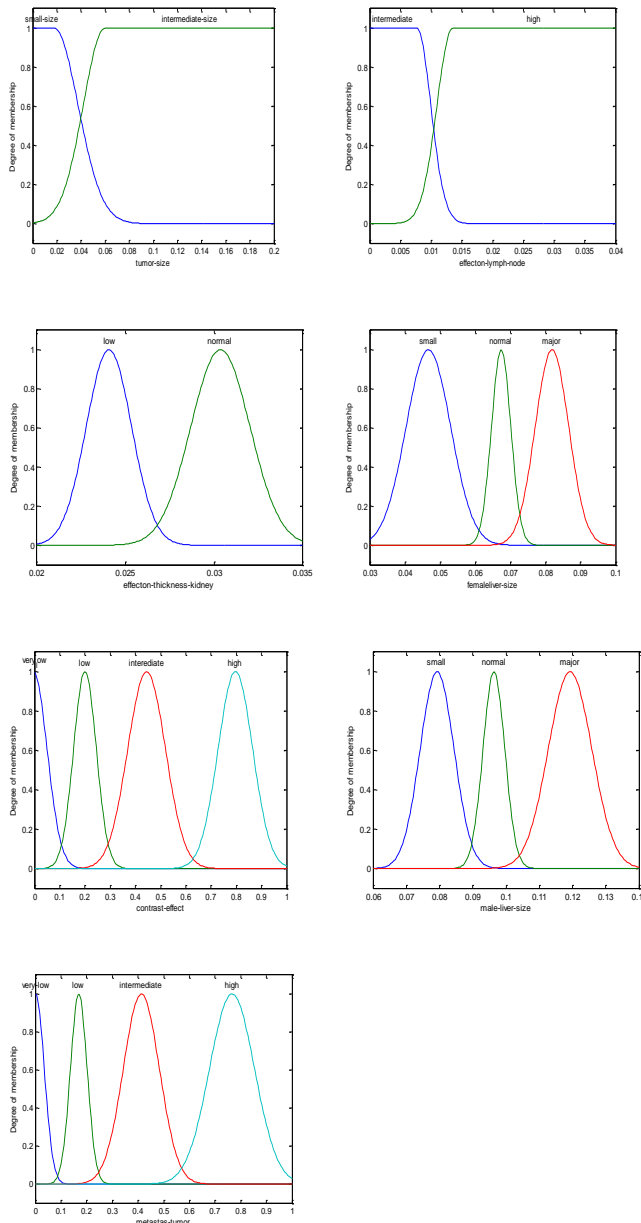 small-size intermediate-size
1
0.8
0.6
0.4
0.2
0
Degree of membership
0 0.02 0.04 0.06 0.08 0.1 0.12 0.14 0.16 0.18 0.2
tumor-size
intermediate high
1
0.8
0.6
0.4
0.2
0
Degree of membership
0 0.005 0.01 0.015 0.02 0.025 0.03 0.035 0.04
effecton-lymph-node
low normal
1
0.8
0.6
0.4
0.2
0
Degree of membership
0.02 0.025 0.03 0.035
effecton-thickness-kidney
small normal major
1
0.8
0.6
0.4
0.2
0
Degree of membership
0.03 0.04 0.05 0.06 0.07 0.08 0.09 0.1
femaleliver-size
low interediate high
1
0.8
0.6
0.4
0.2
0
Degree of membership
0 0.1 0.2 0.3 0.4 0.5 0.6 0.7 0.8 0.9 1
contrast-effect
small normal major
1
0.8
0.6
0.4
0.2
0
Degree of membership
0.06 0.07 0.08 0.09 0.1 0.11 0.12 0.13
male-liver-size
very-low low intermediate high
1
0.8
0.6
0.4
0.2
0
Degree of membership
0 0.1 0.2 0.3 0.4 0.5 0.6 0.7 0.8 0.9 1
metastas-tumor